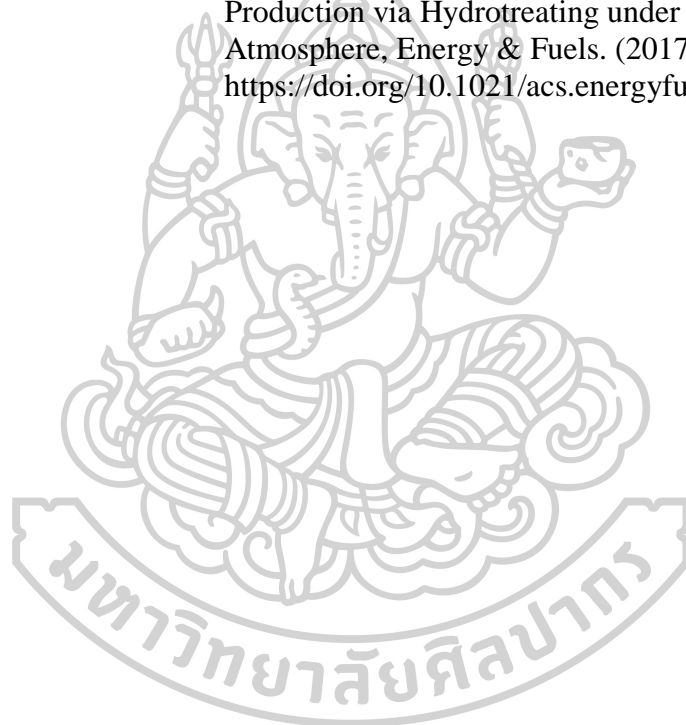 Production via Hydrotreating under
Atmosphere, Energy & Fuels. (2017
https://doi.org/10.1021/acs.energyfu
มหาวิทยาลัยศิลปากร